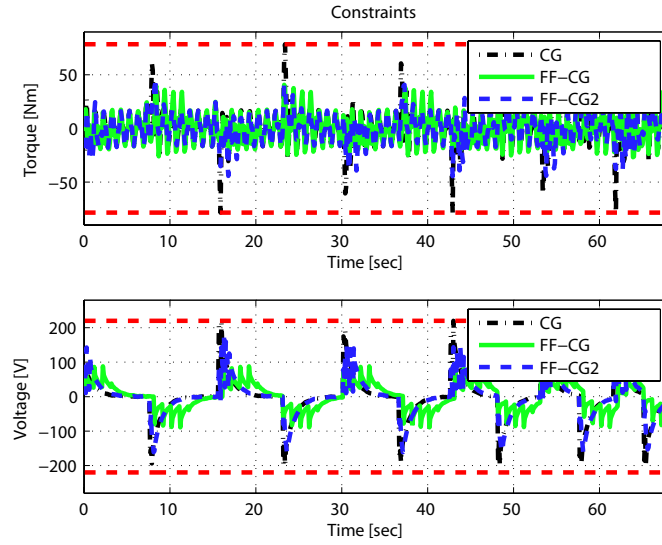 Constraints
50
0
−50
Torque [Nm]
CG
FF−CG
FF−CG2
0 10 20 30 40 50 60
Time [sec]
200
100
0
−100
−200
Voltage [V]
CG
FF−CG
FF−CG2
0 10 20 30 40 50 60
Time [sec]